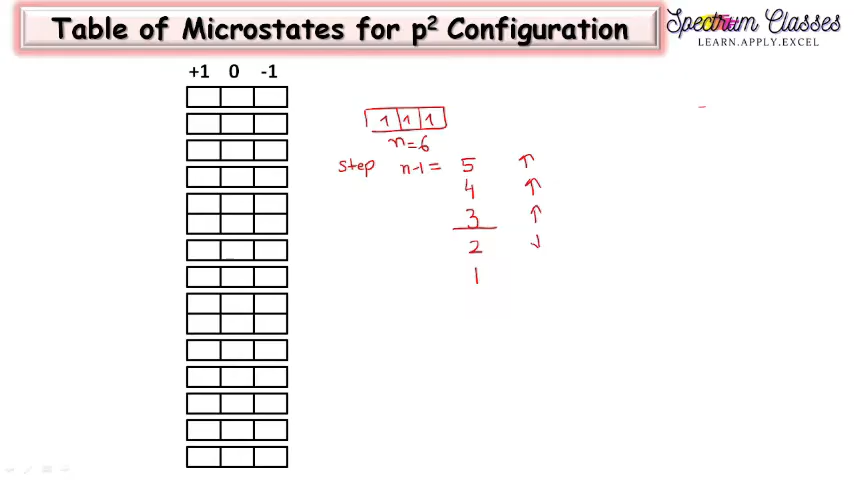 Table of Microstates for p² Configuration
Spectrum Classes
LEARN.APPLY.EXCEL
+1 0 -1
1 1 1
n=6
step n-1= 5 ↑
4 ↑
3 ↑
2 ↓
1